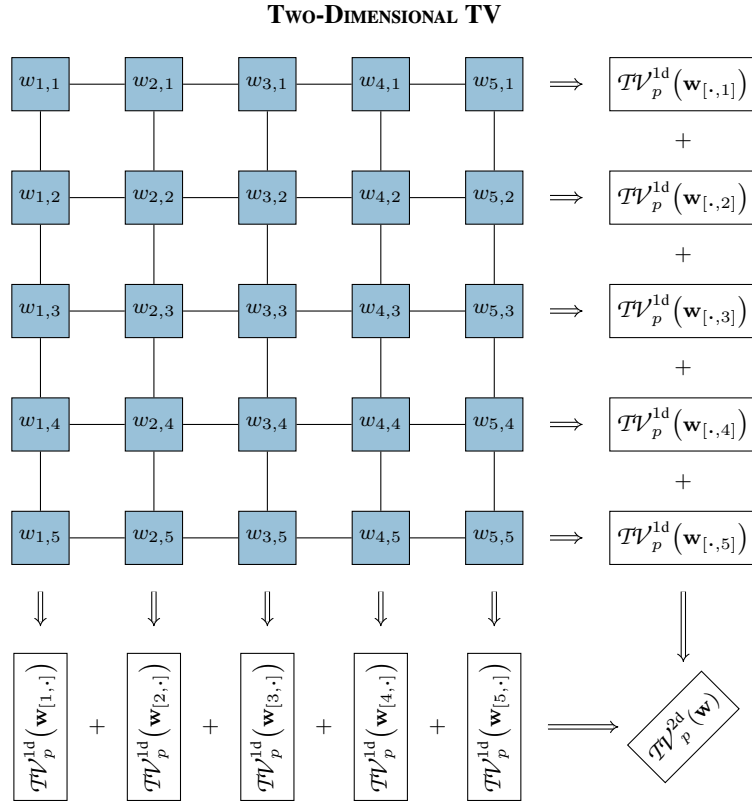 TWO-DIMENSIONAL TV
w1,1 w2,1 w3,1 w4,1 w5,1 ⟹ 𝒯𝒱_p^1d(w[·,1])
+
w1,2 w2,2 w3,2 w4,2 w5,2 ⟹ 𝒯𝒱_p^1d(w[·,2])
+
w1,3 w2,3 w3,3 w4,3 w5,3 ⟹ 𝒯𝒱_p^1d(w[·,3])
+
w1,4 w2,4 w3,4 w4,4 w5,4 ⟹ 𝒯𝒱_p^1d(w[·,4])
+
w1,5 w2,5 w3,5 w4,5 w5,5 ⟹ 𝒯𝒱_p^1d(w[·,5])
⇓ ⇓ ⇓ ⇓ ⇓ ⇓
𝒯𝒱_p^1d(w[1,·]) + 𝒯𝒱_p^1d(w[2,·]) + 𝒯𝒱_p^1d(w[3,·]) + 𝒯𝒱_p^1d(w[4,·]) + 𝒯𝒱_p^1d(w[5,·]) ⟹ 𝒯𝒱_p^2d(w)